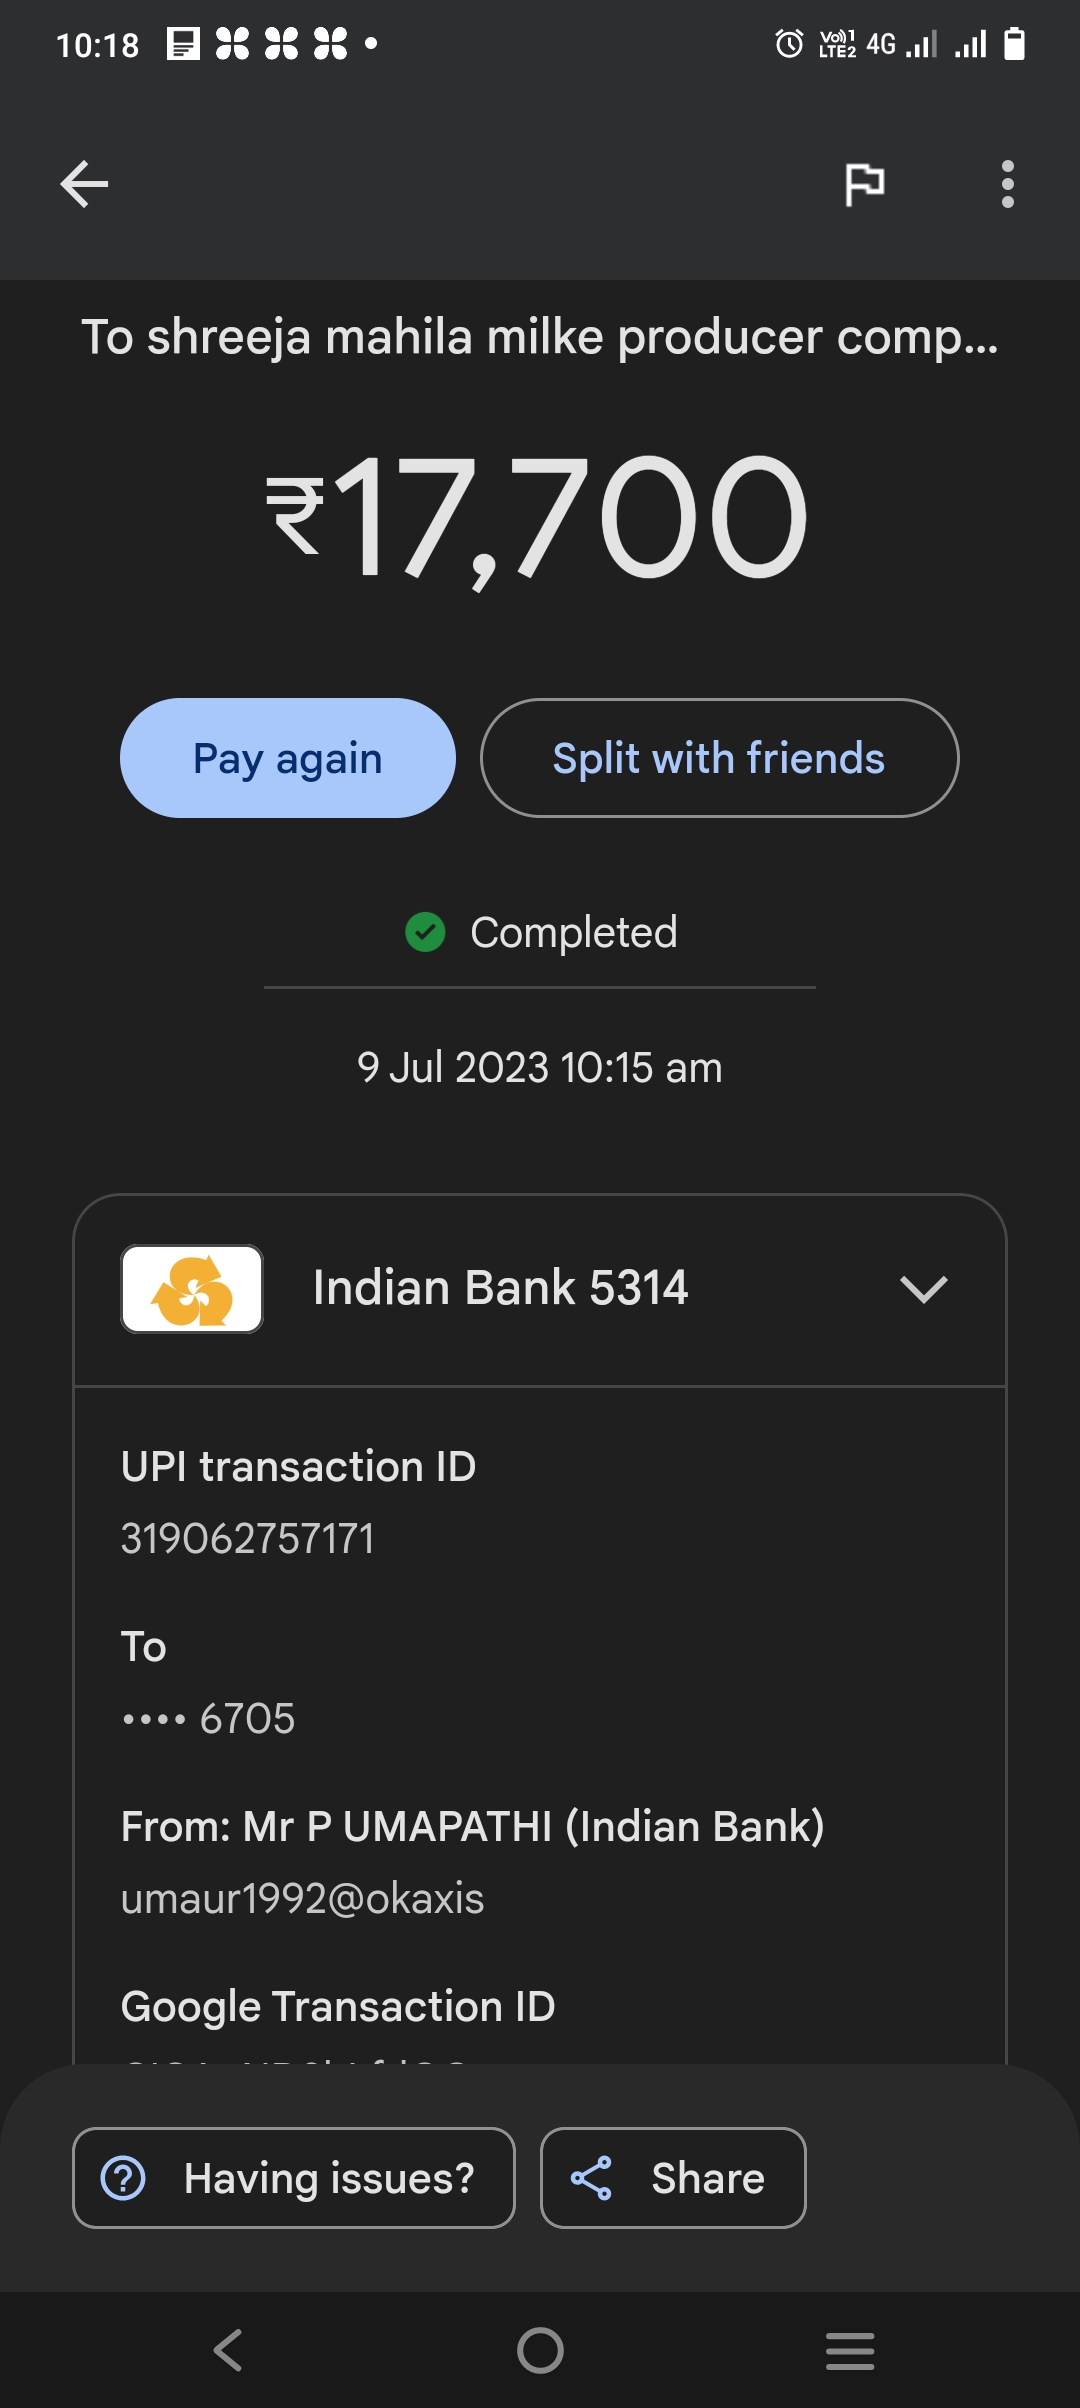 10:18
Vo)) 1
LTE2
4G
To shreeja mahila milke producer comp...
₹17,700
Pay again
Split with friends
Completed
9 Jul 2023 10:15 am
Indian Bank 5314
UPI transaction ID
319062757171
To
•••• 6705
From: Mr P UMAPATHI (Indian Bank)
umaur1992@okaxis
Google Transaction ID
Having issues?
Share